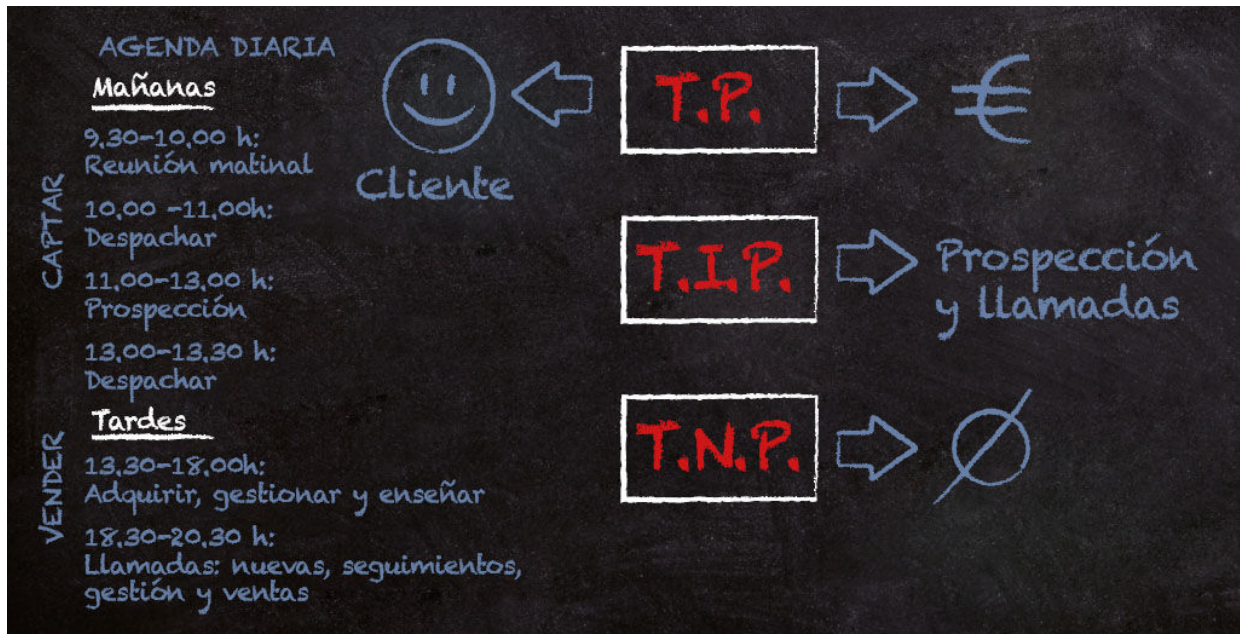 AGENDA DIARIA
Mañanas
CAPTAR
9.30-10.00 h:
Reunión matinal
10.00 -11.00h:
Despachar
11.00-13.00 h:
Prospección
13.00-13.30 h:
Despachar
Tardes
VENDER
13.30-18.00h:
Adquirir, gestionar y enseñar
18.30-20.30 h:
Llamadas: nuevas, seguimientos,
gestión y ventas
Cliente
T.P.
€
T.I.P.
Prospección
y llamadas
T.N.P.